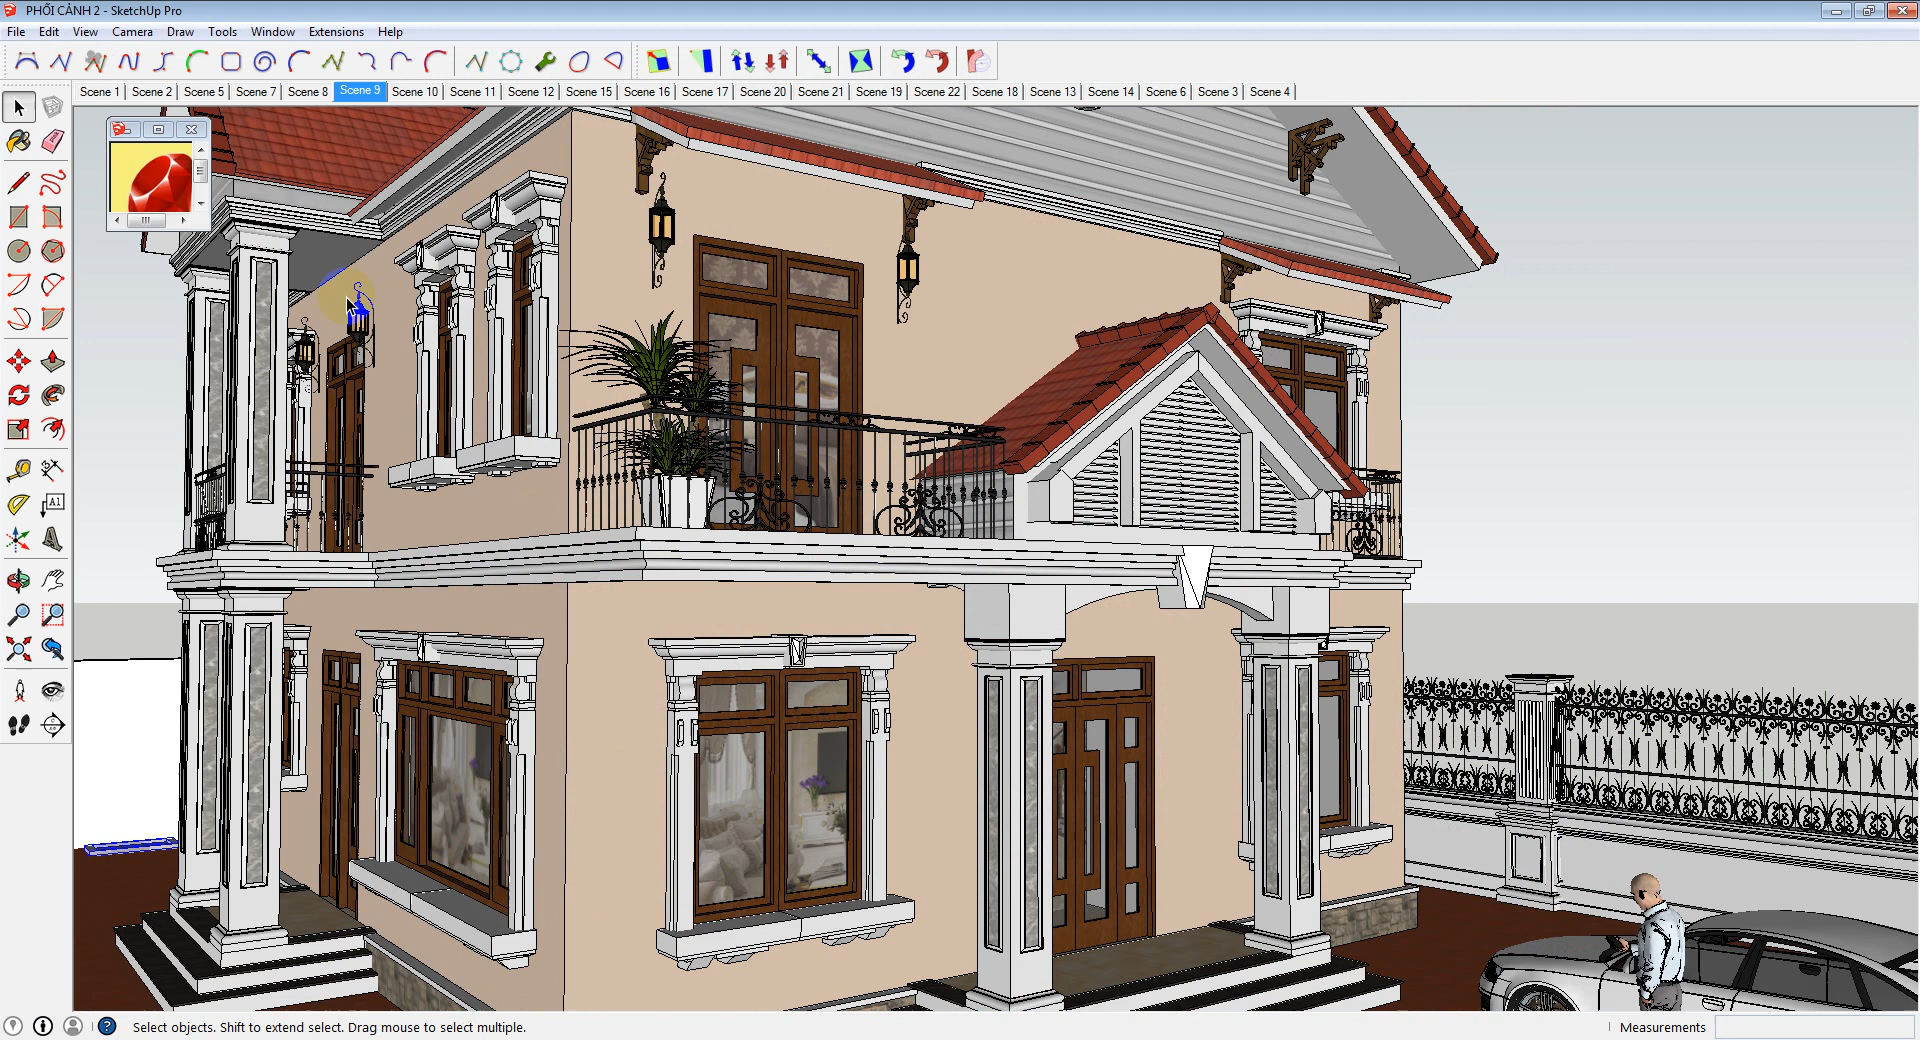 PHỐI CẢNH 2 - SketchUp Pro
File Edit View Camera Draw Tools Window Extensions Help
Scene 1 Scene 2 Scene 5 Scene 7 Scene 8 Scene 9 Scene 10 Scene 11 Scene 12 Scene 15 Scene 16 Scene 17 Scene 20 Scene 21 Scene 19 Scene 22 Scene 18 Scene 13 Scene 14 Scene 6 Scene 3 Scene 4
A1
Select objects. Shift to extend select. Drag mouse to select multiple.
Measurements